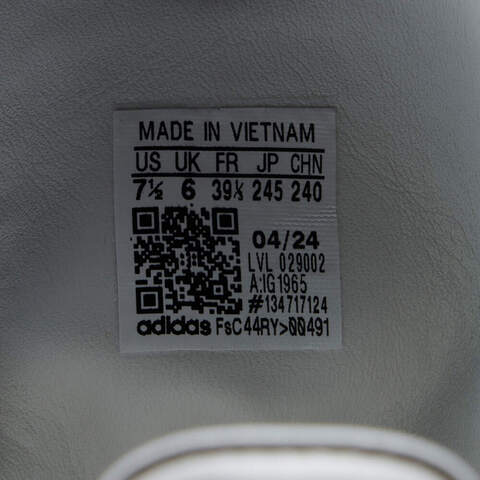 MADE IN VIETNAM
US UK FR JP CHN
7½ 6 39⅓ 245 240
04/24
LVL 029002
A:IG1965
#134717124
adidas FsC44RY>00491